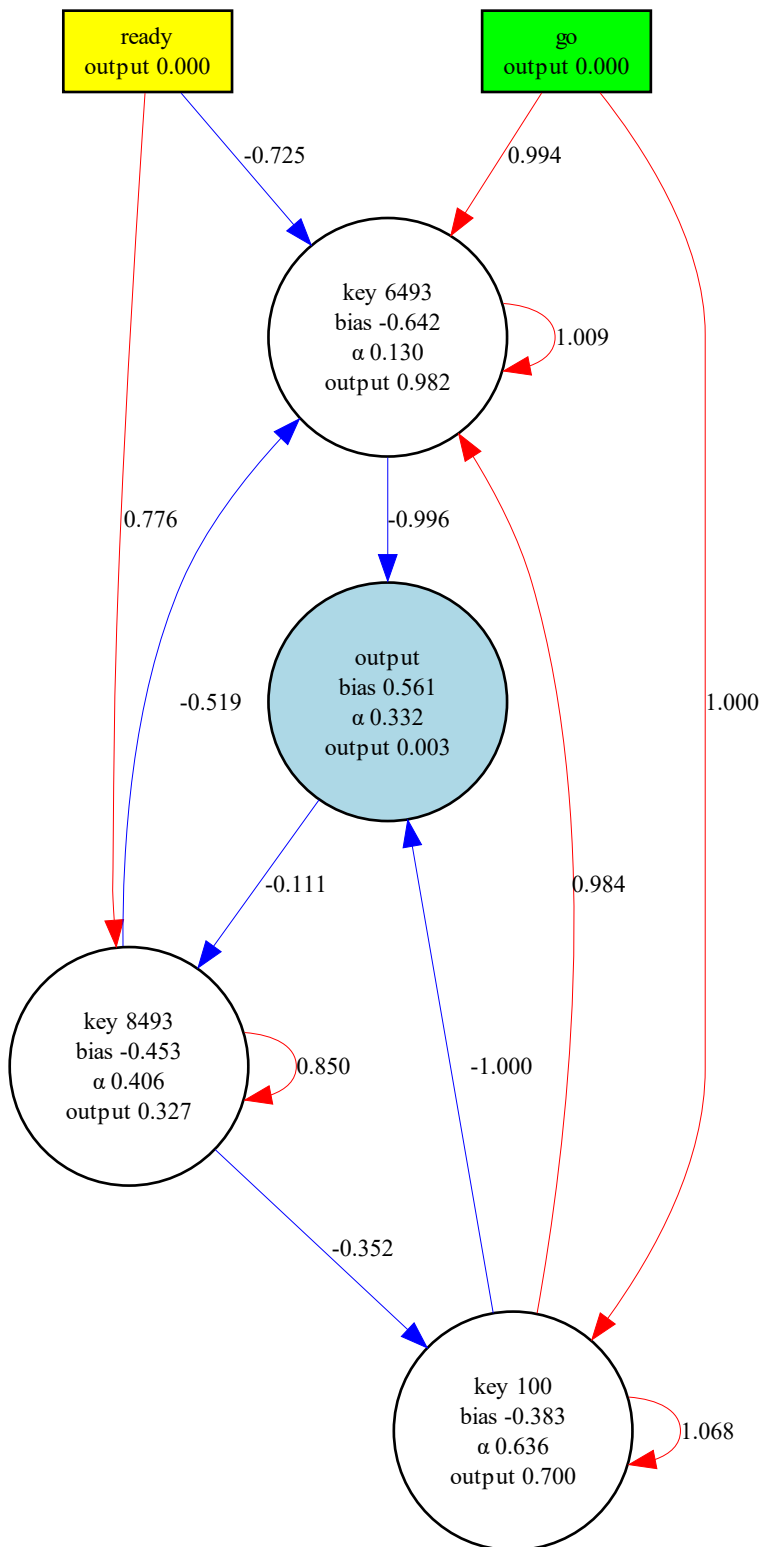 ready
output 0.000
go
output 0.000
-0.725
0.994
key 6493
bias -0.642
α 0.130
output 0.982
1.009
0.776
-0.996
-0.519
output
bias 0.561
α 0.332
output 0.003
1.000
-0.111
0.984
key 8493
bias -0.453
α 0.406
output 0.327
0.850
-1.000
-0.352
key 100
bias -0.383
α 0.636
output 0.700
1.068